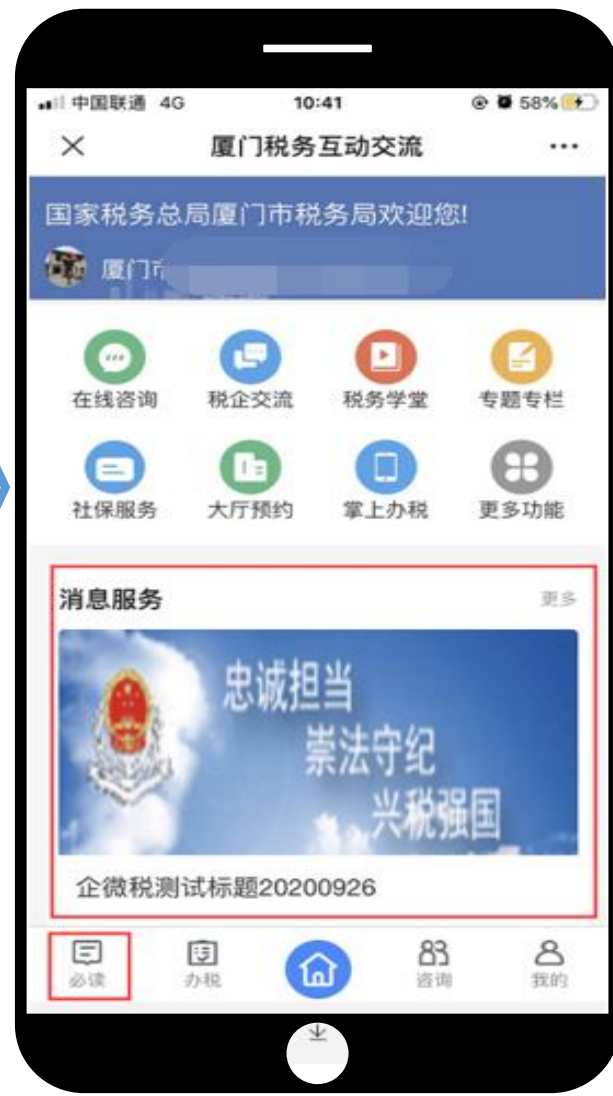 中国联通 4G 10:41 58%
厦门税务互动交流
国家税务总局厦门市税务局欢迎您!
厦门市
在线咨询 税企交流 税务学堂 专题专栏
社保服务 大厅预约 掌上办税 更多功能
消息服务 更多
忠诚担当
崇法守纪
兴税强国
企微税测试标题20200926
必读 办税 咨询 我的